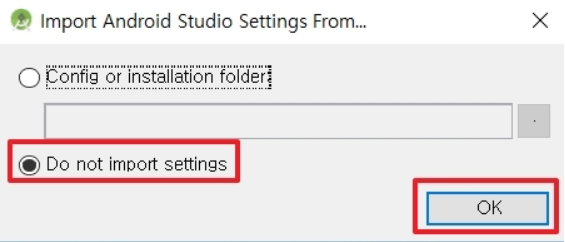 Import Android Studio Settings From...
Config or installation folder:
Do not import settings
OK